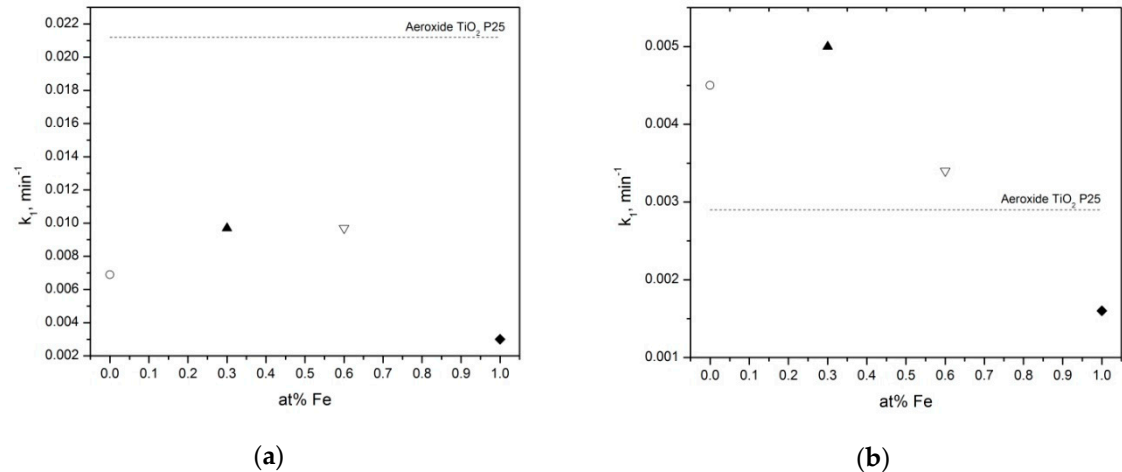 0.022
0.020
0.018
0.016
0.014
0.012
0.010
0.008
0.006
0.004
0.002
k₁, min⁻¹
Aeroxide TiO₂ P25
0.0 0.1 0.2 0.3 0.4 0.5 0.6 0.7 0.8 0.9 1.0
at% Fe
(a)
0.005
0.004
0.003
0.002
0.001
k₁, min⁻¹
Aeroxide TiO₂ P25
0.0 0.1 0.2 0.3 0.4 0.5 0.6 0.7 0.8 0.9 1.0
at% Fe
(b)